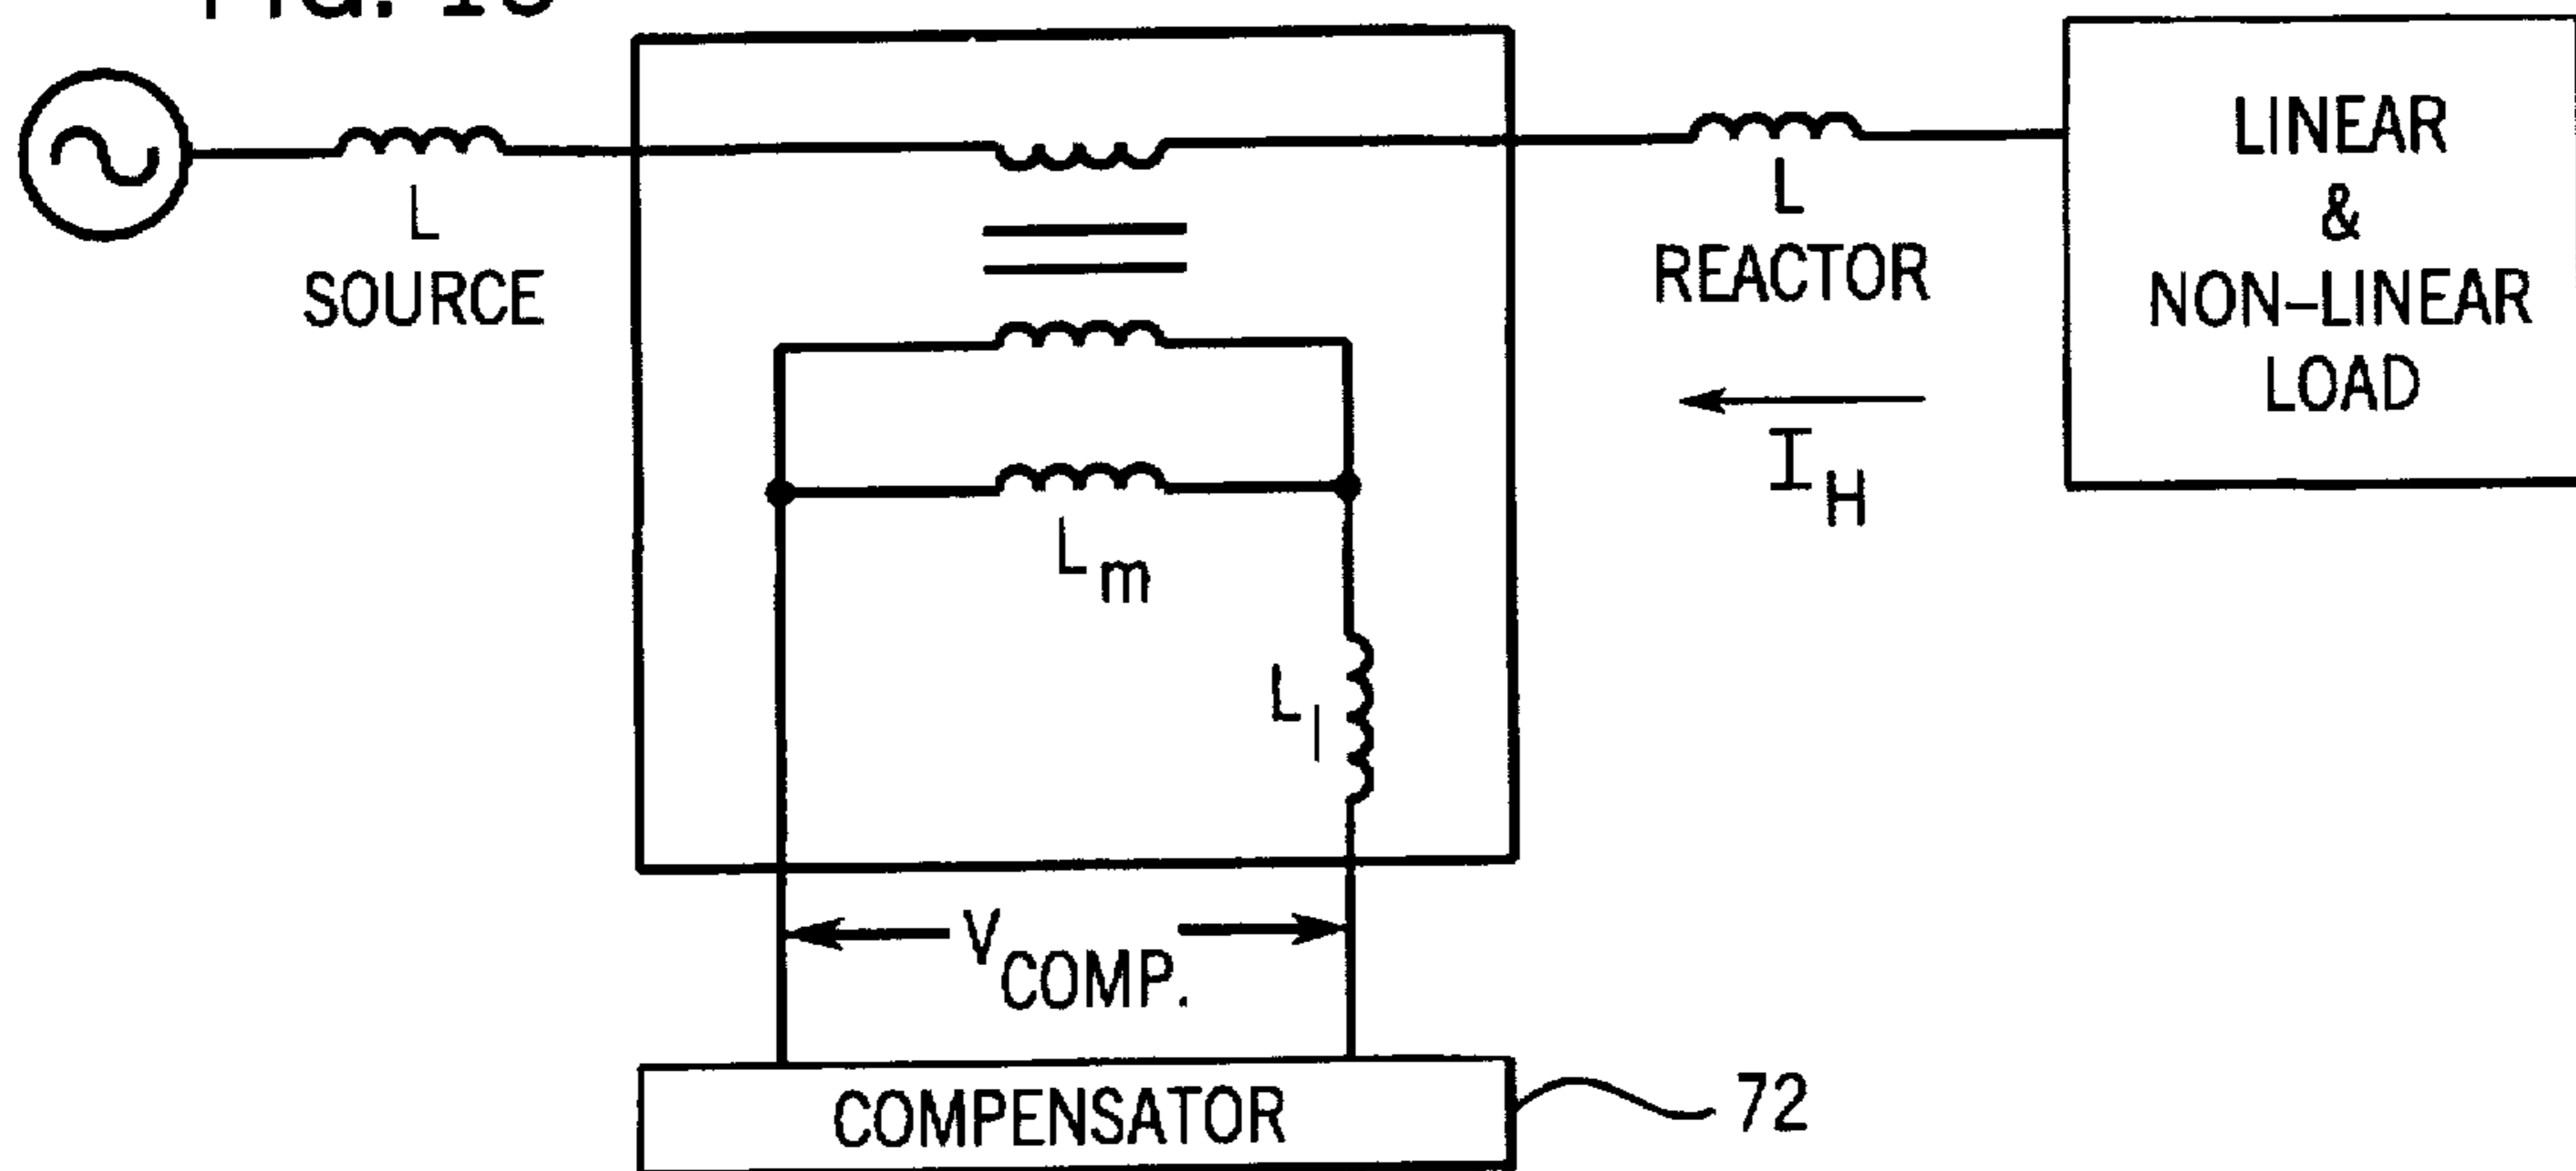 L
SOURCE
L
REACTOR
LINEAR
&
NON-LINEAR
LOAD
I_H
L_m
L_l
V_COMP.
COMPENSATOR
72